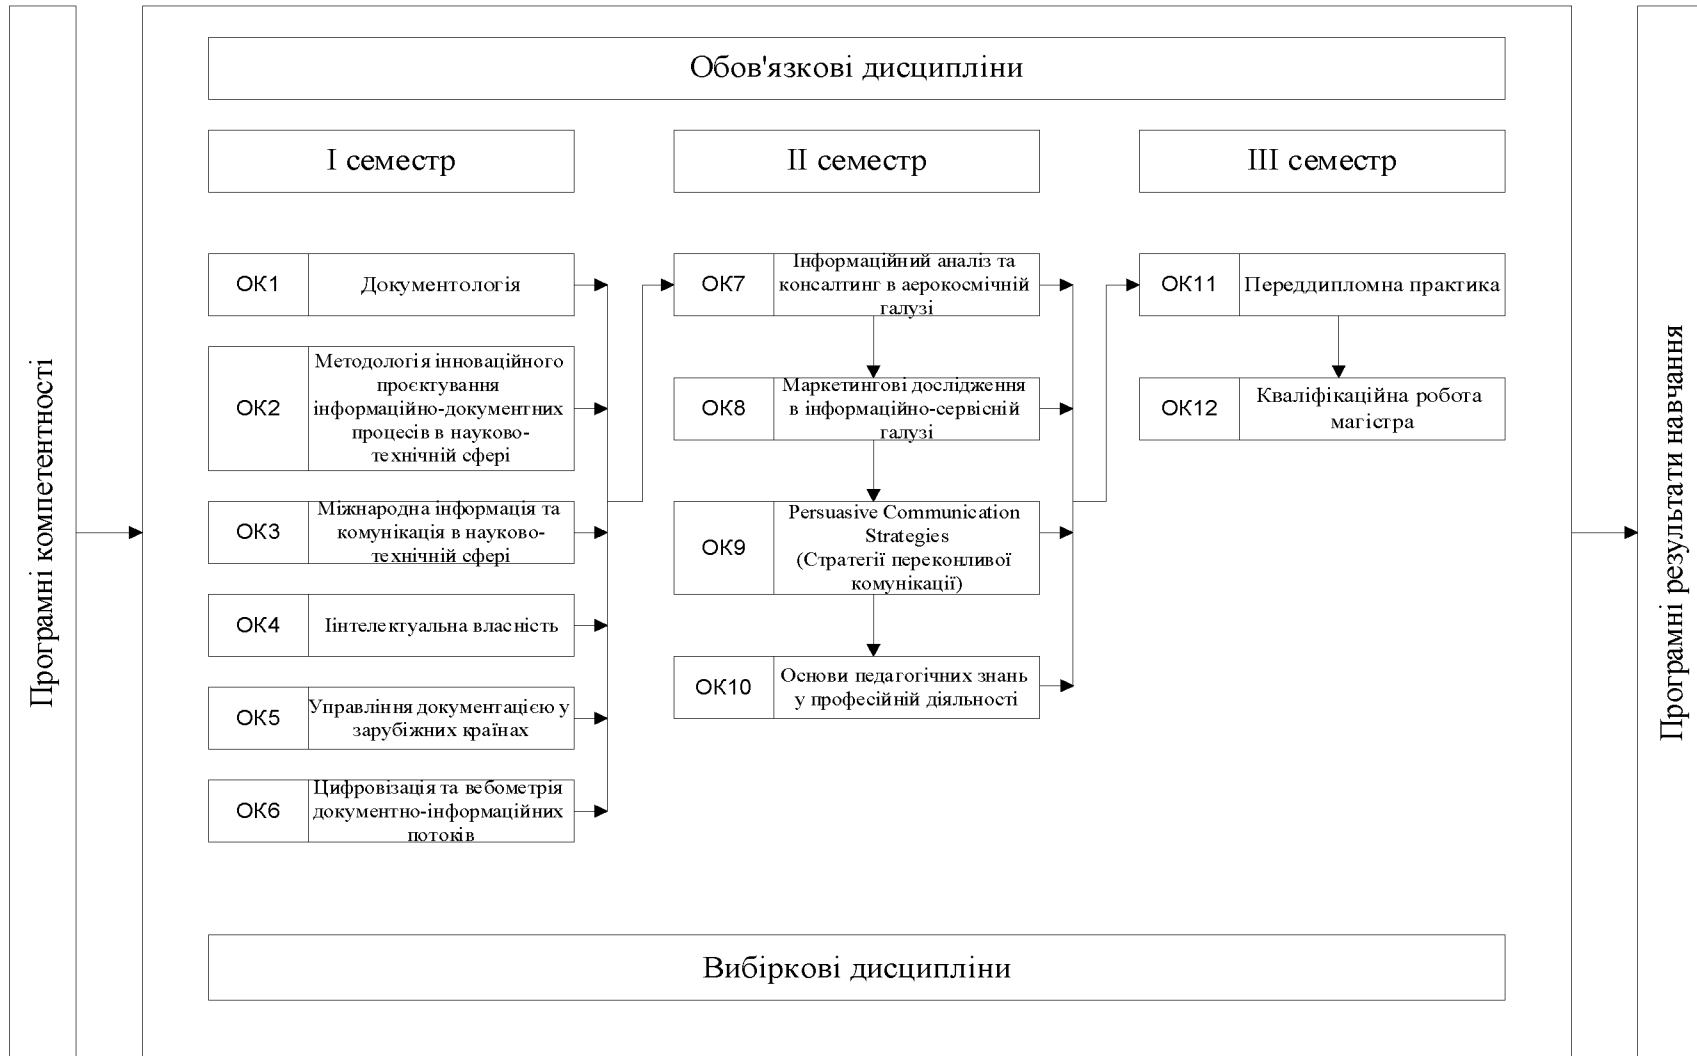 Програмні компетентності
Обов'язкові дисципліни
I семестр
II семестр
III семестр
ОК1
Документологія
ОК2
Методологія інноваційного
проєктування
інформаційно-документних
процесів в науково-
технічній сфері
ОК3
Міжнародна інформація та
комунікація в науково-
технічній сфері
ОК4
Іінтелектуальна власність
ОК5
Управління документацією у
зарубіжних країнах
ОК6
Цифровізація та вебометрія
документно-інформаційних
потоків
ОК7
Інформаційний аналіз та
консалтинг в аерокосмічній
галузі
ОК8
Маркетингові дослідження
в інформаційно-сервісній
галузі
ОК9
Persuasive Communication
Strategies
(Стратегії переконливої
комунікації)
ОК10
Основи педагогічних знань
у професійній діяльності
ОК11
Переддипломна практика
ОК12
Кваліфікаційна робота
магістра
Вибіркові дисципліни
Програмні результати навчання